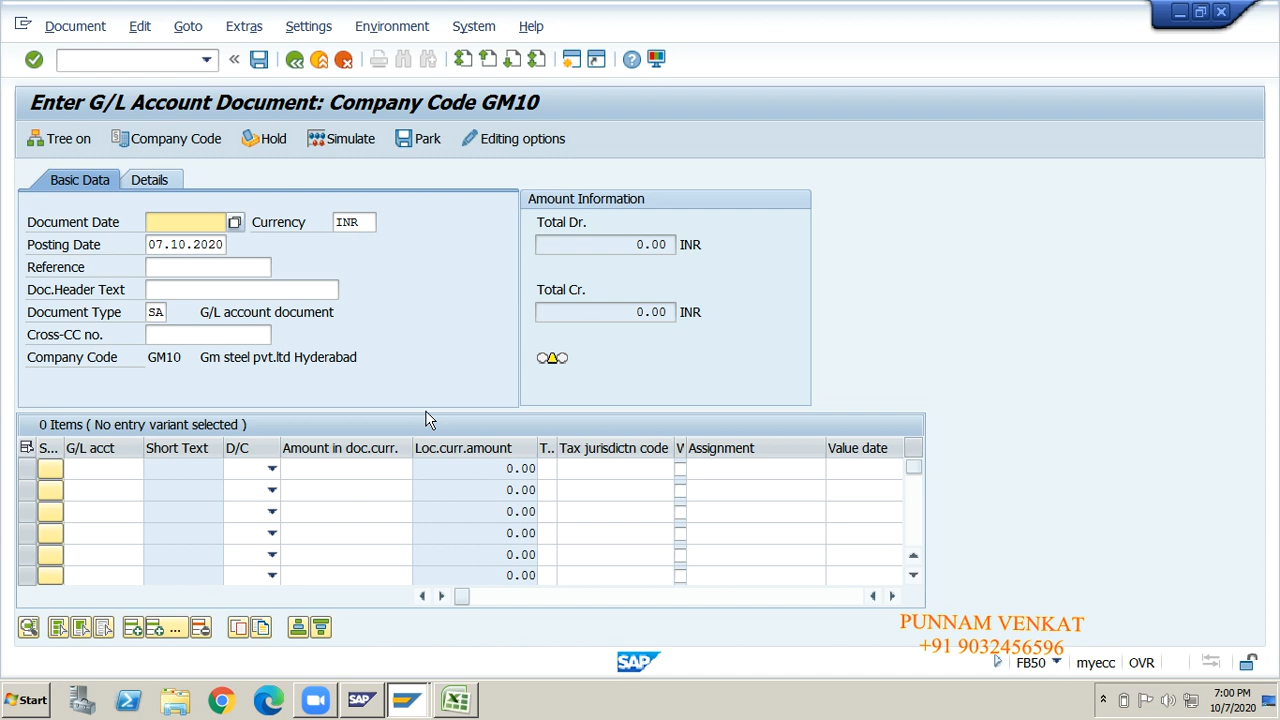 Document Edit Goto Extras Settings Environment System Help
Enter G/L Account Document: Company Code GM10
Tree on Company Code Hold Simulate Park Editing options
Basic Data Details
Document Date Currency INR
Posting Date 07.10.2020
Reference
Doc.Header Text
Document Type SA G/L account document
Cross-CC no.
Company Code GM10 Gm steel pvt.ltd Hyderabad
Amount Information
Total Dr.
0.00 INR
Total Cr.
0.00 INR
0 Items ( No entry variant selected )
S... G/L acct Short Text D/C Amount in doc.curr. Loc.curr.amount T.. Tax jurisdictn code V Assignment Value date
0.00
0.00
0.00
0.00
0.00
0.00
...
PUNNAM VENKAT
+91 9032456596
SAP
FB50 myecc OVR
Start SAP 7:00 PM
10/7/2020